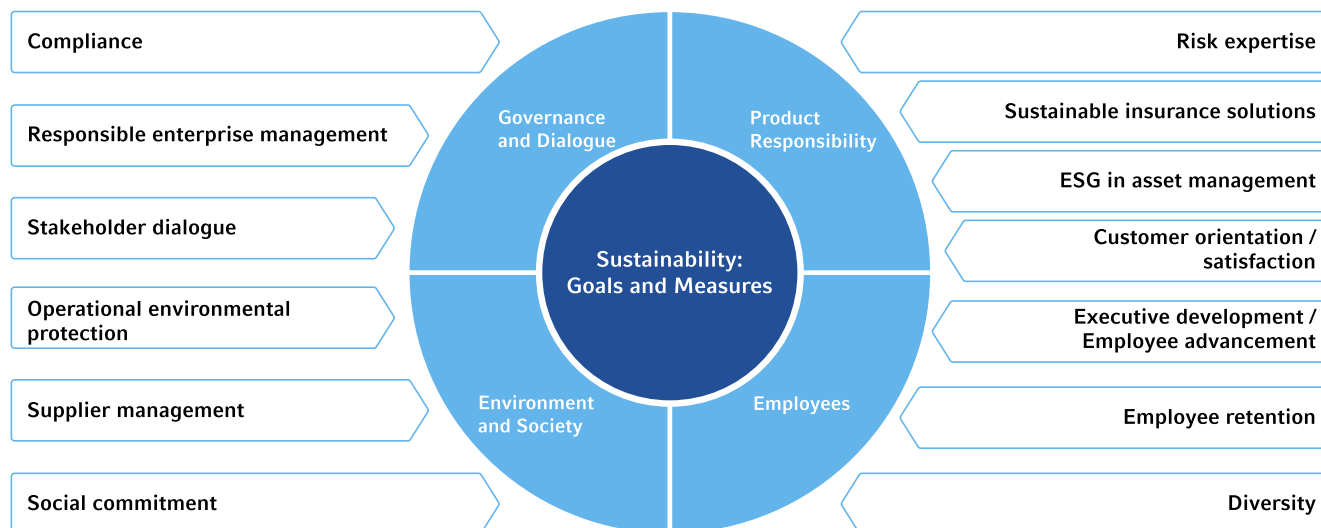 Compliance
Responsible enterprise management
Stakeholder dialogue
Operational environmental
protection
Supplier management
Social commitment
Governance
and Dialogue
Product
Responsibility
Sustainability:
Goals and Measures
Environment
and Society
Employees
Risk expertise
Sustainable insurance solutions
ESG in asset management
Customer orientation /
satisfaction
Executive development /
Employee advancement
Employee retention
Diversity